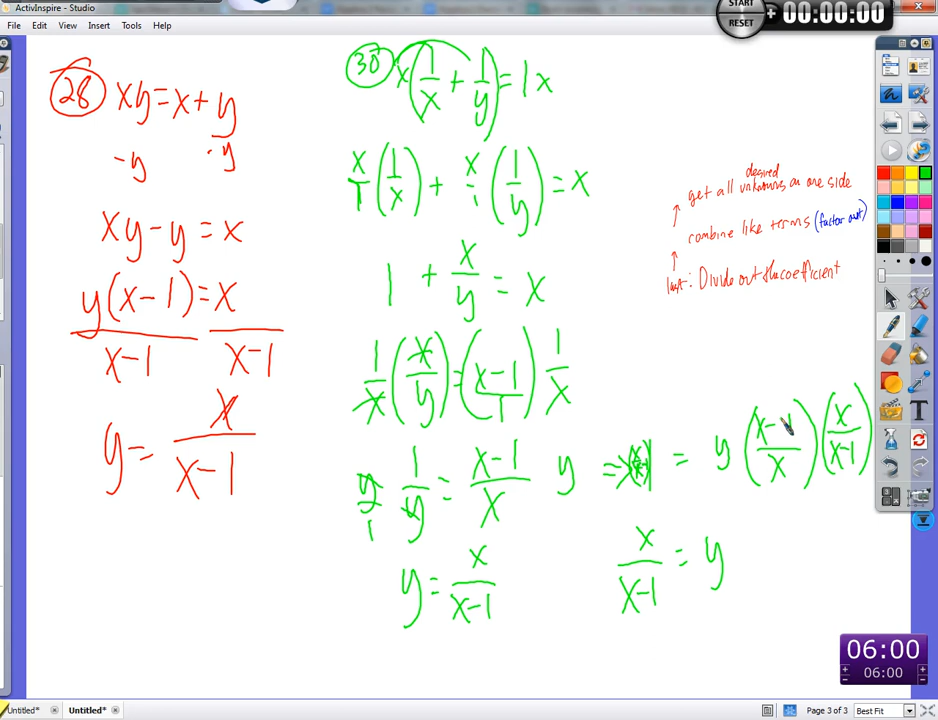 ActivInspire - Studio
START
RESET
00:00:00
File Edit View Insert Tools Help
28 xy = x + y
-y -y
xy - y = x
y(x-1) = x
x-1 x-1
y = x
x-1
30 x(1/x + 1/y) = 1x
x/1 (1/x) + x/1 (1/y) = x
1 + x/y = x
1/x (x/y) = (x-1/1) 1/x
y/1 1/y = x-1/x y = y (x-1/x)(x/x-1)
y = x/x-1
x/x-1 = y
desired
get all unknowns on one side
combine like terms (factor out)
last: Divide out the coefficient
06:00
06:00
Untitled* Untitled*
Page 3 of 3
Best Fit